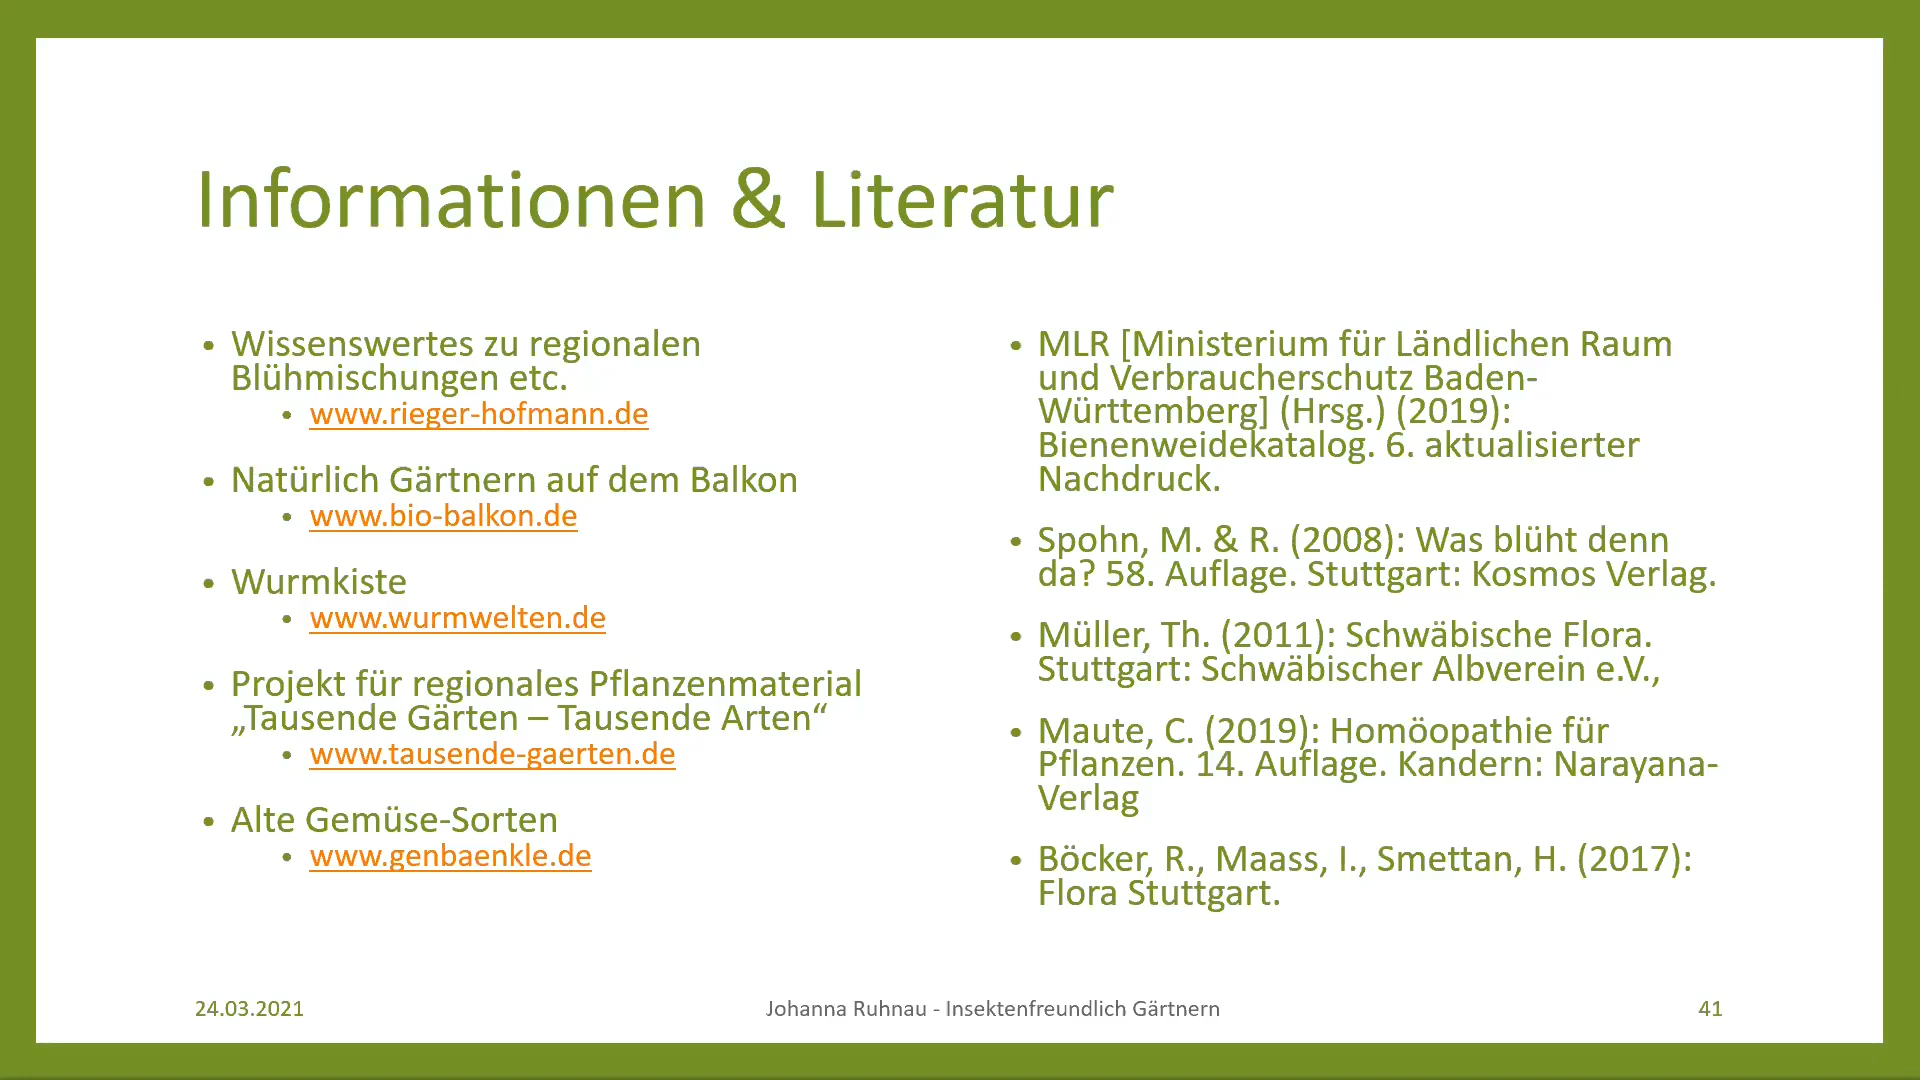 Informationen & Literatur
• Wissenswertes zu regionalen
Blühmischungen etc.
• www.rieger-hofmann.de
• Natürlich Gärtnern auf dem Balkon
• www.bio-balkon.de
• Wurmkiste
• www.wurmwelten.de
• Projekt für regionales Pflanzenmaterial
„Tausende Gärten – Tausende Arten“
• www.tausende-gaerten.de
• Alte Gemüse-Sorten
• www.genbaenkle.de
• MLR [Ministerium für Ländlichen Raum
und Verbraucherschutz Baden-
Württemberg] (Hrsg.) (2019):
Bienenweidekatalog. 6. aktualisierter
Nachdruck.
• Spohn, M. & R. (2008): Was blüht denn
da? 58. Auflage. Stuttgart: Kosmos Verlag.
• Müller, Th. (2011): Schwäbische Flora.
Stuttgart: Schwäbischer Albverein e.V.,
• Maute, C. (2019): Homöopathie für
Pflanzen. 14. Auflage. Kandern: Narayana-
Verlag
• Böcker, R., Maass, I., Smettan, H. (2017):
Flora Stuttgart.
24.03.2021
Johanna Ruhnau - Insektenfreundlich Gärtnern
41